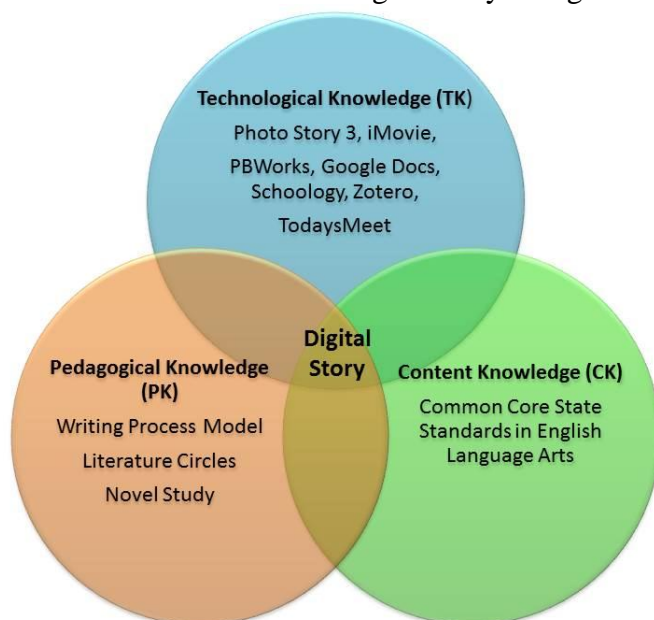 Technological Knowledge (TK)
Photo Story 3, iMovie,
PBWorks, Google Docs,
Schoology, Zotero,
TodaysMeet
Digital
Story
Pedagogical Knowledge
(PK)
Writing Process Model
Literature Circles
Novel Study
Content Knowledge (CK)
Common Core State
Standards in English
Language Arts